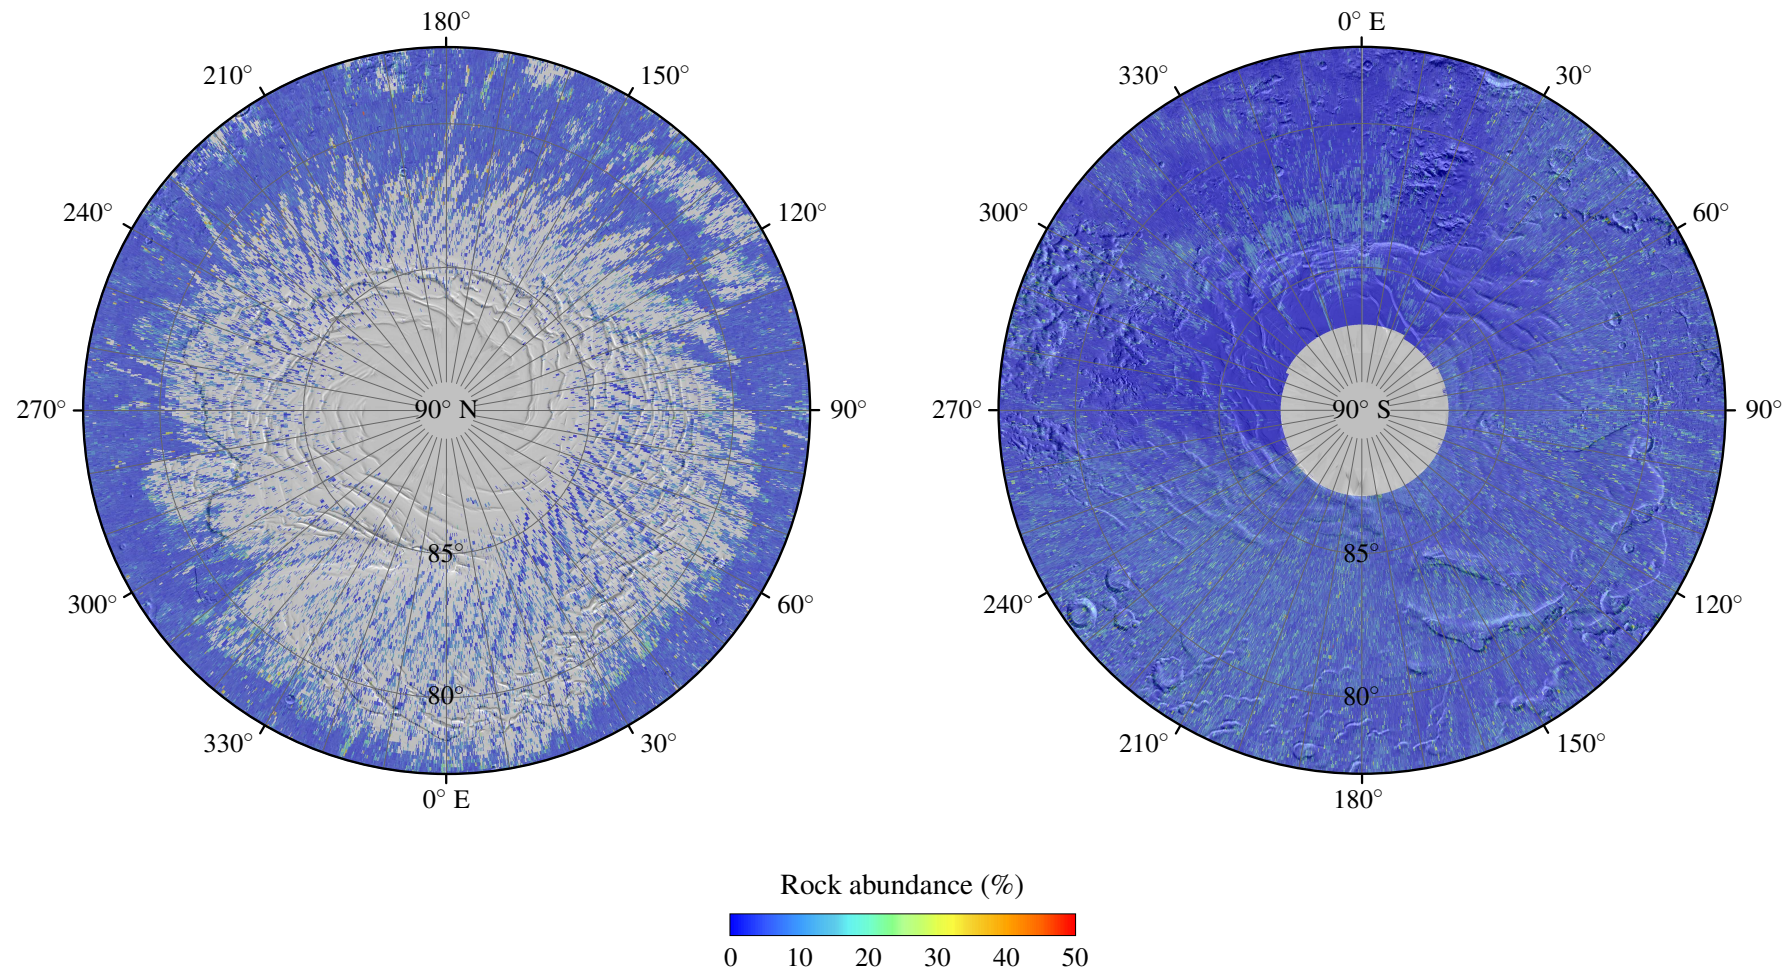 180° 0° E
210° 150° 330° 30°
240° 120° 300° 60°
270° 90° N 90° 270° 90° S 90°
85° 85°
300° 60° 240° 120°
80° 80°
330° 30° 210° 150°
0° E 180°
Rock abundance (%)
0 10 20 30 40 50